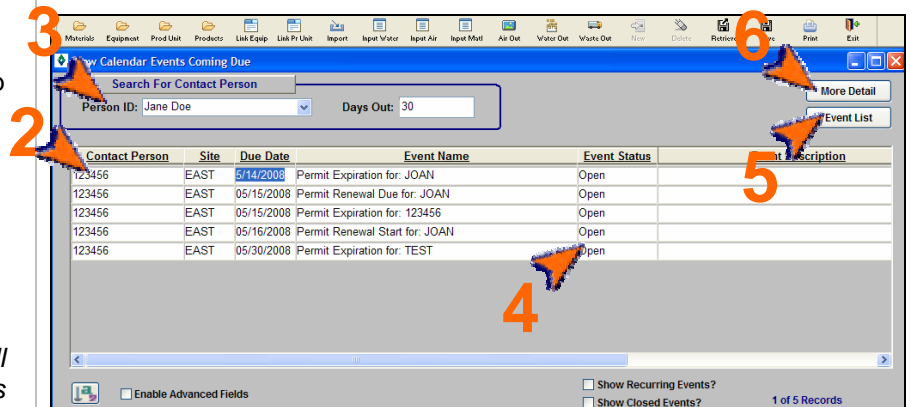 3
6
Materials Equipment Prod Unit Products Link Equip Link Pr Unit Import Input Water Input Air Input Matl Air Out Water Out Waste Out New Delete Retrieve Print Exit
Calendar Events Coming Due
Search For Contact Person
Person ID: Jane Doe Days Out: 30
More Detail
Event List
2
5
Contact Person Site Due Date Event Name Event Status
123456 EAST 5/14/2008 Permit Expiration for: JOAN Open
123456 EAST 05/15/2008 Permit Renewal Due for: JOAN Open
123456 EAST 05/15/2008 Permit Expiration for: 123456 Open
123456 EAST 05/16/2008 Permit Renewal Start for: JOAN Open
123456 EAST 05/30/2008 Permit Expiration for: TEST Open
4
Enable Advanced Fields
Show Recurring Events?
Show Closed Events?
1 of 5 Records